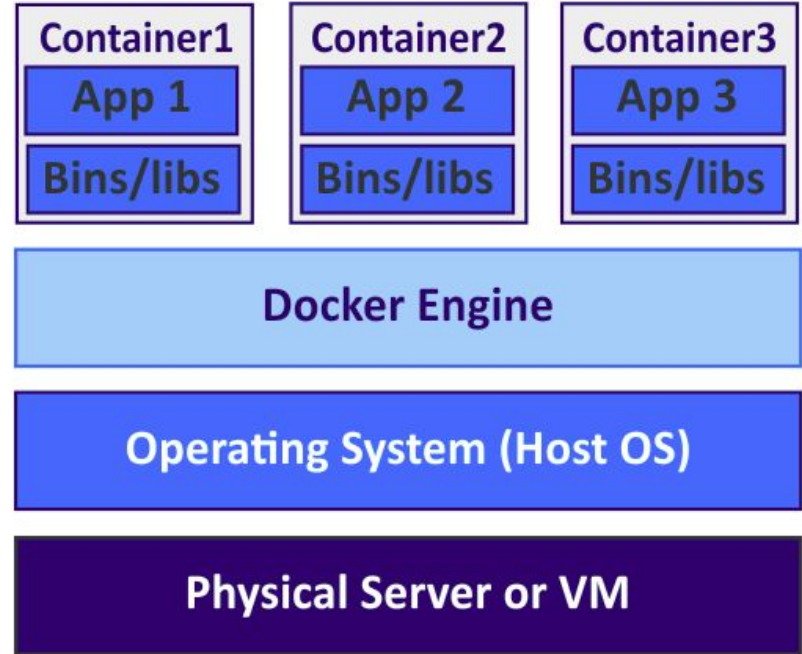 Container1
App 1
Bins/libs
Container2
App 2
Bins/libs
Container3
App 3
Bins/libs
Docker Engine
Operating System (Host OS)
Physical Server or VM